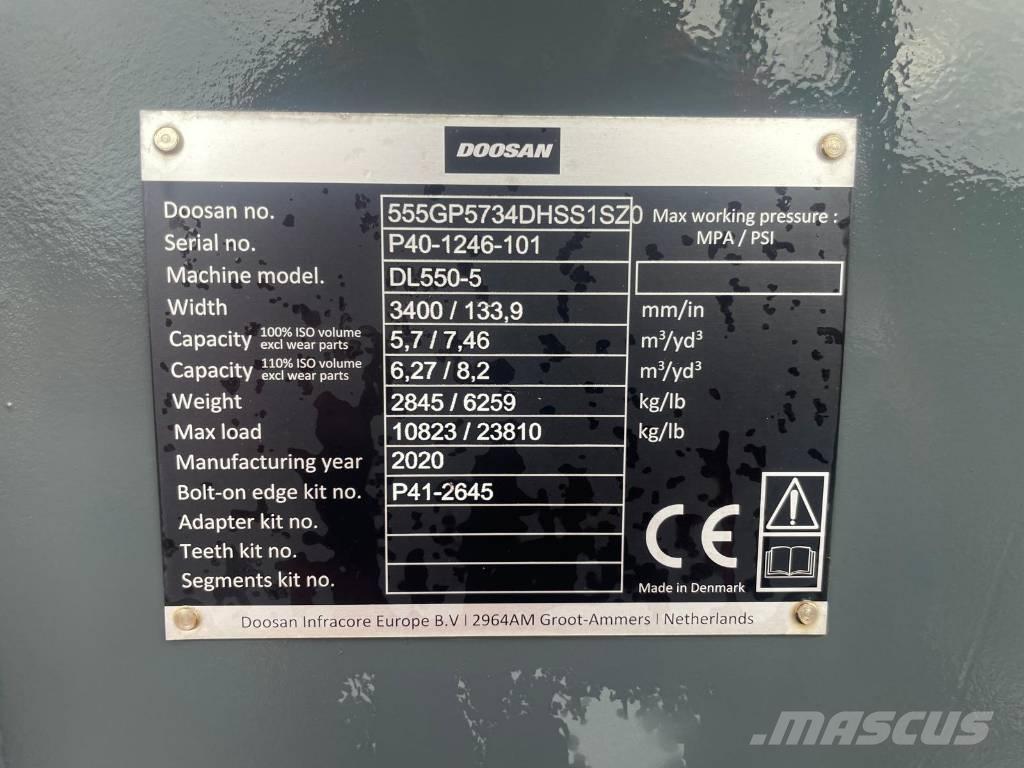 DOOSAN
Doosan no. 555GP5734DHSS1SZ0
Max working pressure :
MPA / PSI
Serial no. P40-1246-101
Machine model. DL550-5
Width 3400 / 133,9 mm/in
Capacity 100% ISO volume excl wear parts 5,7 / 7,46 m³/yd³
Capacity 110% ISO volume excl wear parts 6,27 / 8,2 m³/yd³
Weight 2845 / 6259 kg/lb
Max load 10823 / 23810 kg/lb
Manufacturing year 2020
Bolt-on edge kit no. P41-2645
Adapter kit no.
Teeth kit no.
Segments kit no.
CE
Made in Denmark
Doosan Infracore Europe B.V I 2964AM Groot-Ammers I Netherlands
MASCUS